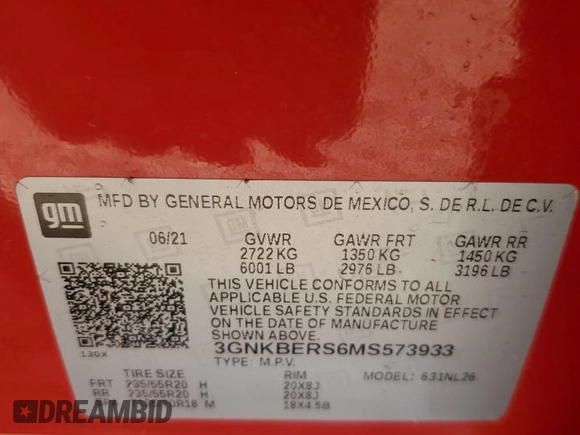 gm MFD BY GENERAL MOTORS DE MEXICO, S. DE R.L. DE C.V.
06/21 GVWR GAWR FRT GAWR RR
2722 KG 1350 KG 1450 KG
6001 LB 2976 LB 3196 LB
THIS VEHICLE CONFORMS TO ALL
APPLICABLE U.S. FEDERAL MOTOR
VEHICLE SAFETY STANDARDS IN EFFECT
ON THE DATE OF MANUFACTURE
SHOWN ABOVE.
130X 3GNKBERS6MS573933
TYPE: M.P.V. MODEL: 631NL26
TIRE SIZE RIM
FRT 235/55R20 H 20X8J
RR 235/55R20 H 20X8J
R18 M 18X4.5B
DREAMBID